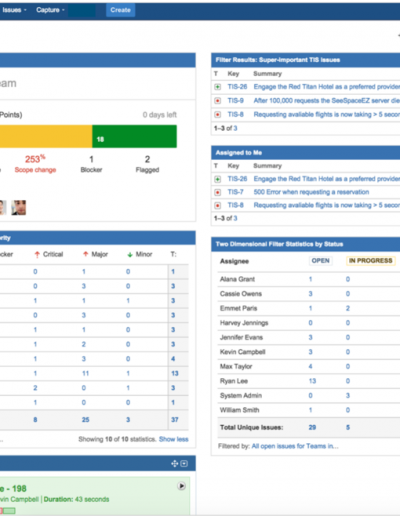 Issues Capture Create
eam
Points) 0 days left
18
253% 1 2
Scope change Blocker Flagged
ority
ocker Critical Major Minor T:
0 1 0 1
0 3 0 3
1 1 1 3
0 3 0 3
1 1 0 3
1 2 0 3
1 3 0 4
1 11 1 13
2 0 1 3
1 0 0 1
8 25 3 37
Showing 10 of 10 statistics. Show less
e - 198
vin Campbell | Duration: 43 seconds
Filter Results: Super-important TIS Issues
T Key Summary
TIS-26 Engage the Red Titan Hotel as a preferred provider
TIS-9 After 100,000 requests the SeeSpaceEZ server die
TIS-8 Requesting available flights is now taking > 5 secon
1–3 of 3
Assigned to Me
T Key Summary
TIS-26 Engage the Red Titan Hotel as a preferred provider
TIS-7 500 Error when requesting a reservation
TIS-8 Requesting available flights is now taking > 5 secon
1–3 of 3
Two Dimensional Filter Statistics by Status
Assignee OPEN IN PROGRESS
Alana Grant 1 0
Cassie Owens 3 0
Emmet Paris 1 2
Harvey Jennings 0 0
Jennifer Evans 3 0
Kevin Campbell 3 0
Max Taylor 4 0
Ryan Lee 13 0
System Admin 0 3
William Smith 1 0
Total Unique Issues: 29 5
Filtered by: All open issues for Teams in...